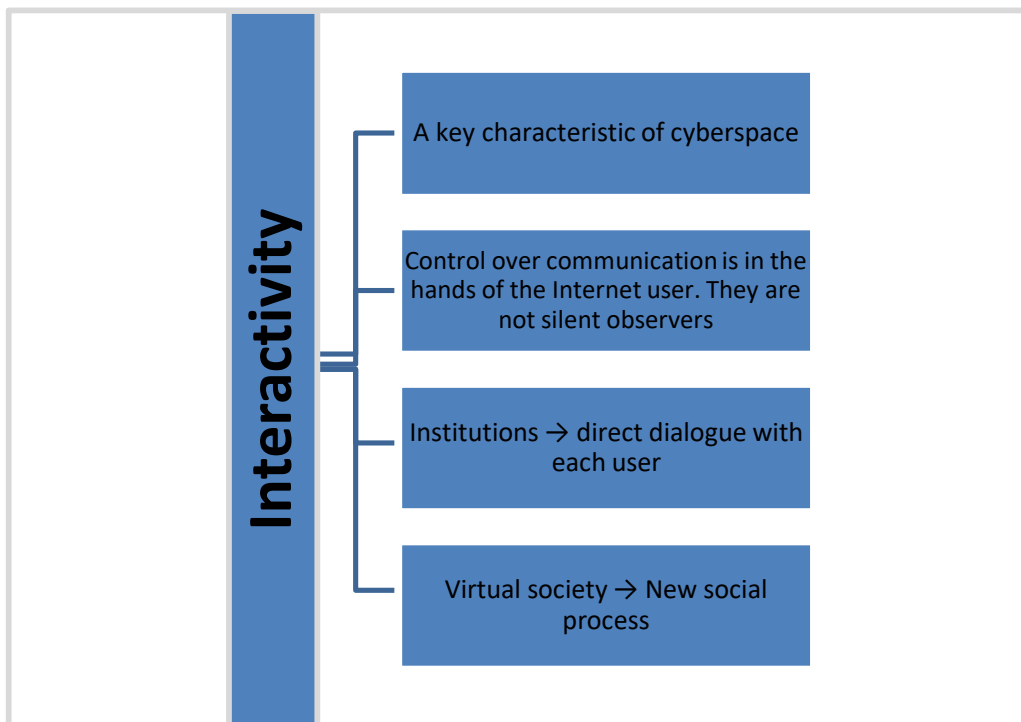 Interactivity
A key characteristic of cyberspace
Control over communication is in the
hands of the Internet user. They are
not silent observers
Institutions → direct dialogue with
each user
Virtual society → New social
process